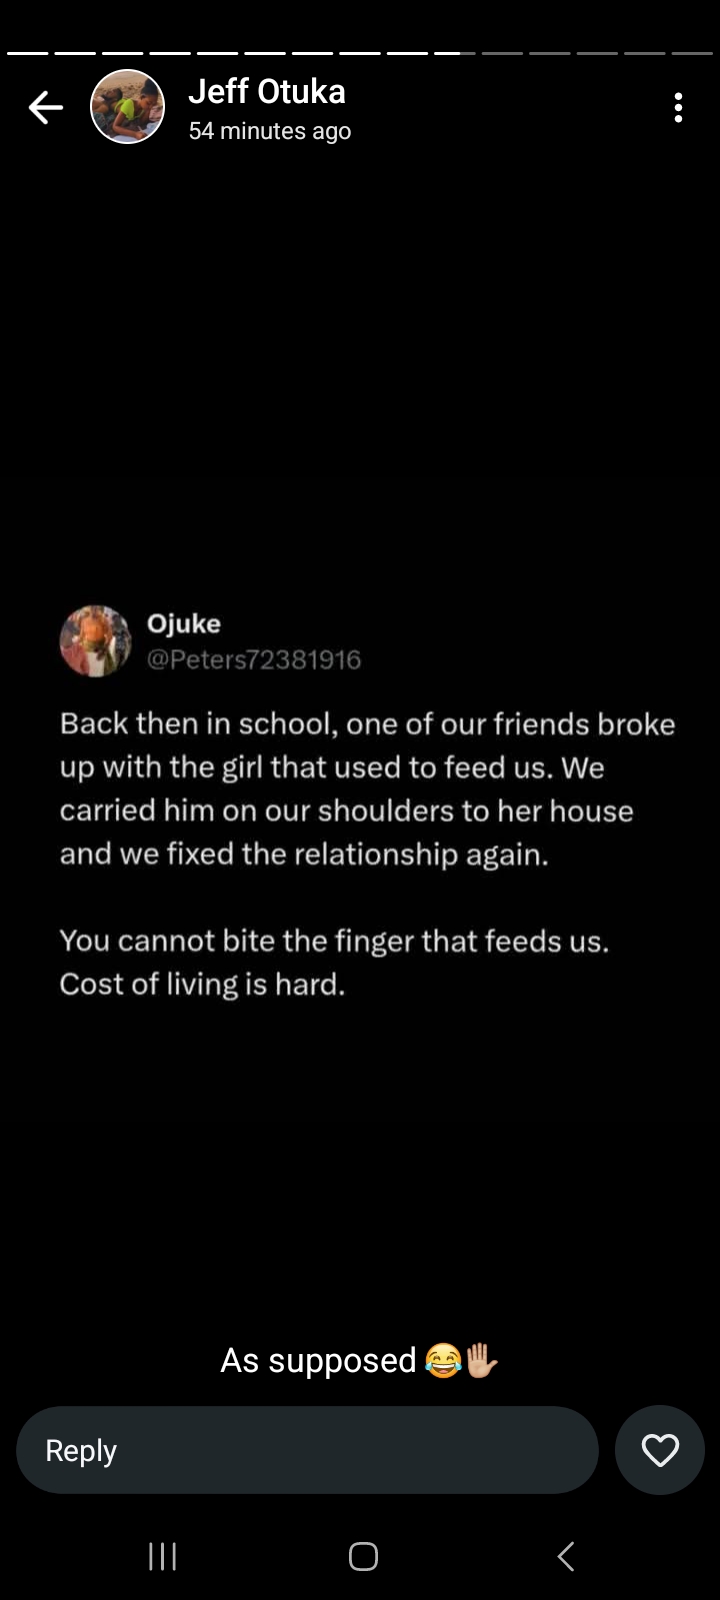 Jeff Otuka
54 minutes ago
Ojuke
@Peters72381916
Back then in school, one of our friends broke
up with the girl that used to feed us. We
carried him on our shoulders to her house
and we fixed the relationship again.
You cannot bite the finger that feeds us.
Cost of living is hard.
As supposed 😂✋🏼
Reply